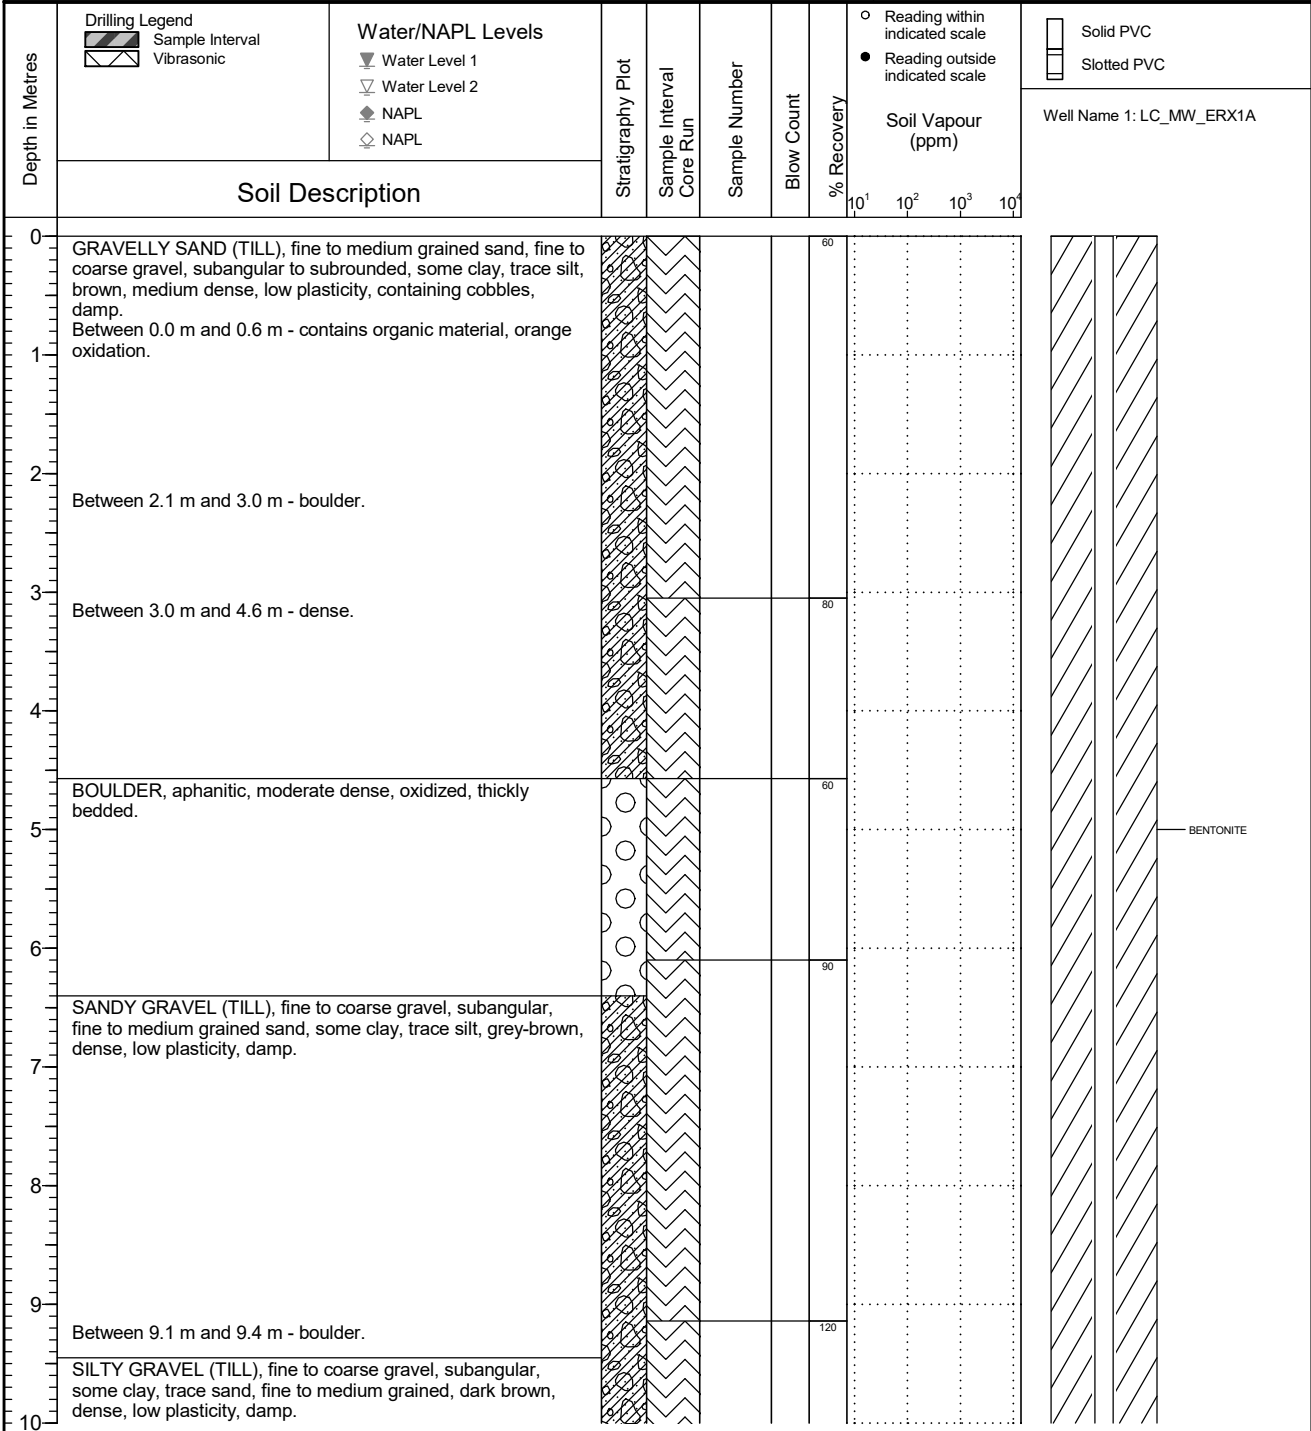 Depth in Metres
Drilling Legend
Sample Interval
Vibrasonic
Water/NAPL Levels
Water Level 1
Water Level 2
NAPL
NAPL
Soil Description
Stratigraphy Plot
Sample Interval
Core Run
Sample Number
Blow Count
% Recovery
Reading within
indicated scale
Reading outside
indicated scale
Soil Vapour
(ppm)
10¹ 10² 10³ 10⁴
Solid PVC
Slotted PVC
Well Name 1: LC_MW_ERX1A
0
GRAVELLY SAND (TILL), fine to medium grained sand, fine to
coarse gravel, subangular to subrounded, some clay, trace silt,
brown, medium dense, low plasticity, containing cobbles,
damp.
Between 0.0 m and 0.6 m - contains organic material, orange
oxidation.
60
1
2
Between 2.1 m and 3.0 m - boulder.
3
Between 3.0 m and 4.6 m - dense.
80
4
BOULDER, aphanitic, moderate dense, oxidized, thickly
bedded.
60
5
BENTONITE
6
90
SANDY GRAVEL (TILL), fine to coarse gravel, subangular,
fine to medium grained sand, some clay, trace silt, grey-brown,
dense, low plasticity, damp.
7
8
9
Between 9.1 m and 9.4 m - boulder.
120
SILTY GRAVEL (TILL), fine to coarse gravel, subangular,
some clay, trace sand, fine to medium grained, dark brown,
dense, low plasticity, damp.
10